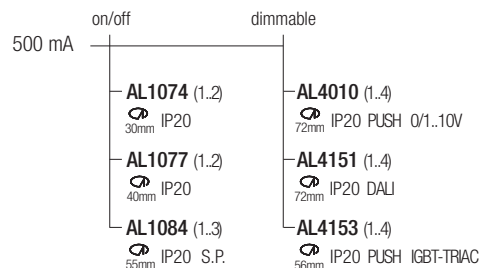 on/off dimmable
500 mA
AL1074 (1..2) AL4010 (1..4)
30mm IP20 72mm IP20 PUSH 0/1..10V
AL1077 (1..2) AL4151 (1..4)
40mm IP20 72mm IP20 DALI
AL1084 (1..3) AL4153 (1..4)
55mm IP20 S.P. 56mm IP20 PUSH IGBT-TRIAC